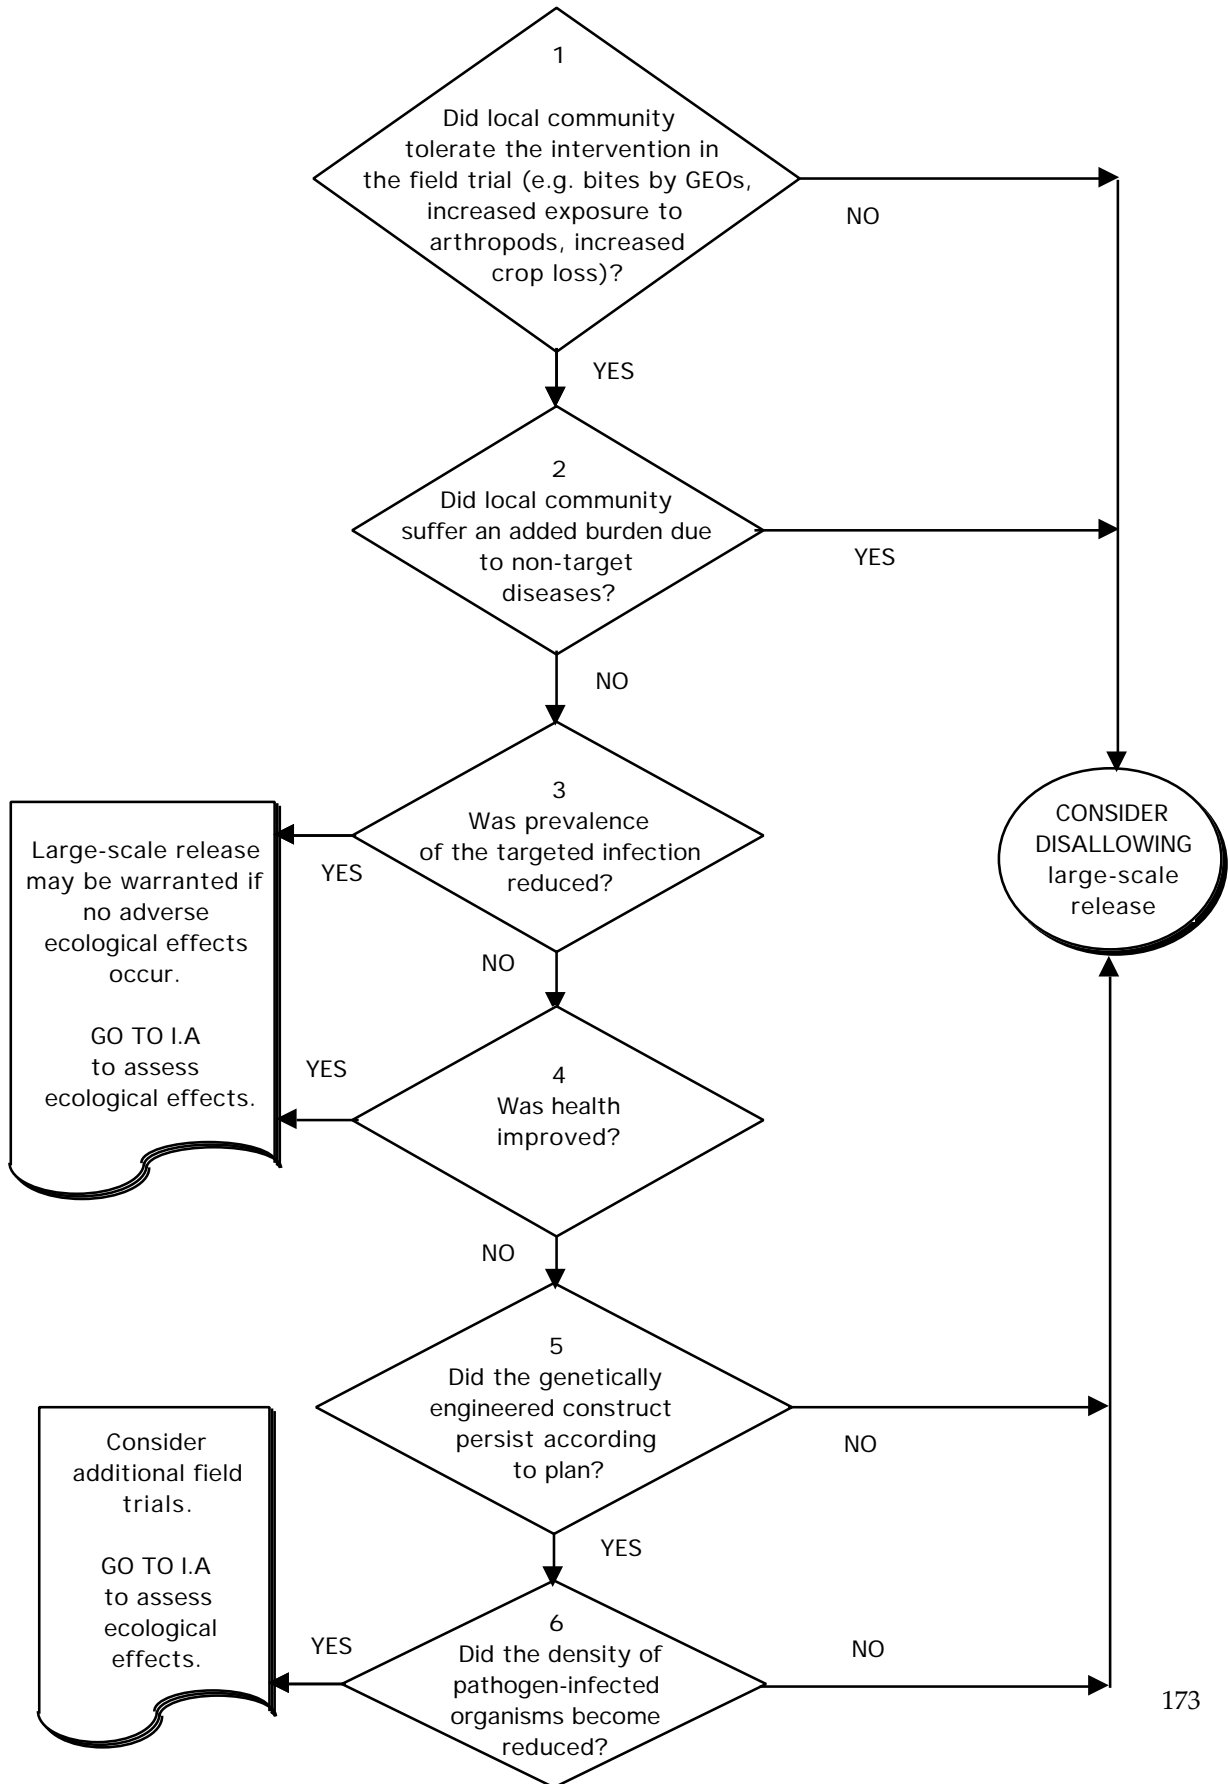 1
Did local community
tolerate the intervention in
the field trial (e.g. bites by GEOs,
increased exposure to
arthropods, increased
crop loss)?
NO
YES
2
Did local community
suffer an added burden due
to non-target
diseases?
YES
NO
3
Was prevalence
of the targeted infection
reduced?
YES
NO
Large-scale release
may be warranted if
no adverse
ecological effects
occur.
GO TO I.A
to assess
ecological effects.
CONSIDER
DISALLOWING
large-scale
release
YES
4
Was health
improved?
NO
5
Did the genetically
engineered construct
persist according
to plan?
NO
YES
Consider
additional field
trials.
GO TO I.A
to assess
ecological
effects.
YES
6
Did the density of
pathogen-infected
organisms become
reduced?
NO
173